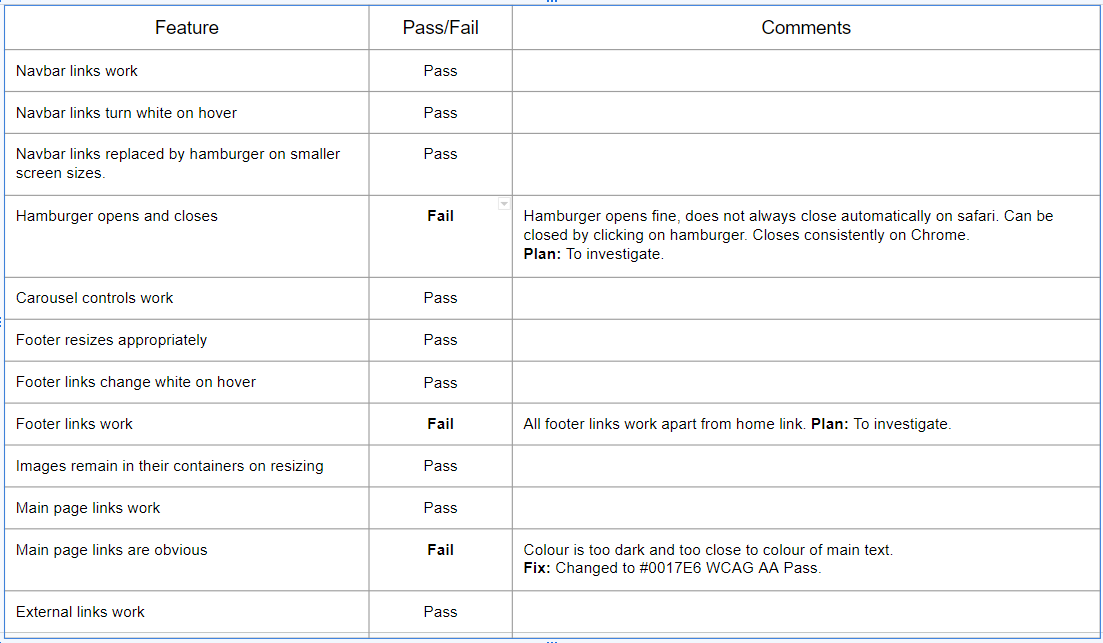 Feature Pass/Fail Comments
Navbar links work Pass
Navbar links turn white on hover Pass
Navbar links replaced by hamburger on smaller Pass
screen sizes.
Hamburger opens and closes Fail Hamburger opens fine, does not always close automatically on safari. Can be
closed by clicking on hamburger. Closes consistently on Chrome.
Plan: To investigate.
Carousel controls work Pass
Footer resizes appropriately Pass
Footer links change white on hover Pass
Footer links work Fail All footer links work apart from home link. Plan: To investigate.
Images remain in their containers on resizing Pass
Main page links work Pass
Main page links are obvious Fail Colour is too dark and too close to colour of main text.
Fix: Changed to #0017E6 WCAG AA Pass.
External links work Pass